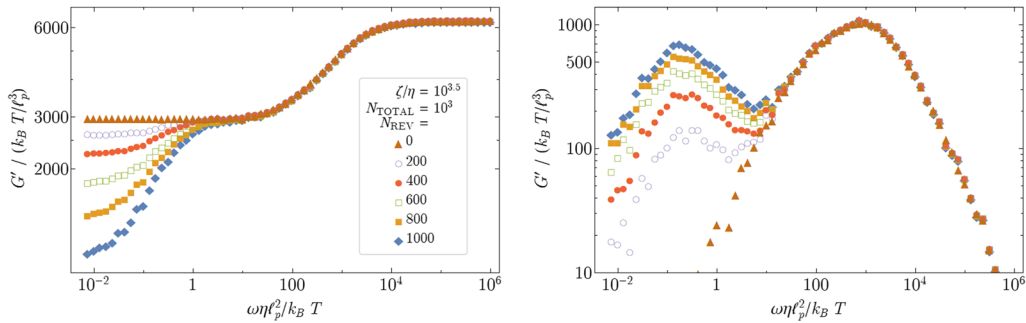 6000
3000
2000
G′ / (k_B T/ℓ_p^3)
ζ/η = 10^3.5
N_TOTAL = 10^3
N_REV =
0
200
400
600
800
1000
10^−2 1 100 10^4 10^6
ωηℓ_p^2/k_B T
1000
500
100
50
10
G′ / (k_B T/ℓ_p^3)
10^−2 1 100 10^4 10^6
ωηℓ_p^2/k_B T